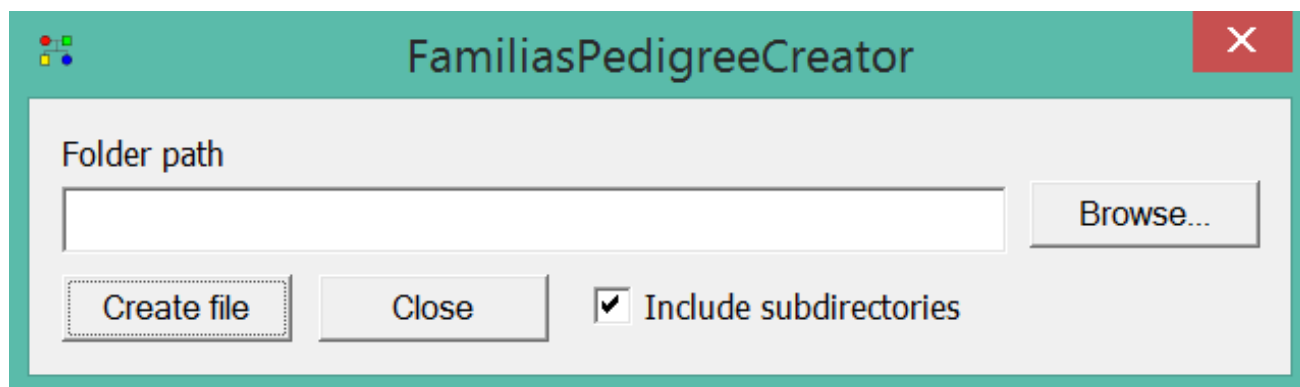 FamiliasPedigreeCreator
Folder path
Browse...
Create file
Close
Include subdirectories